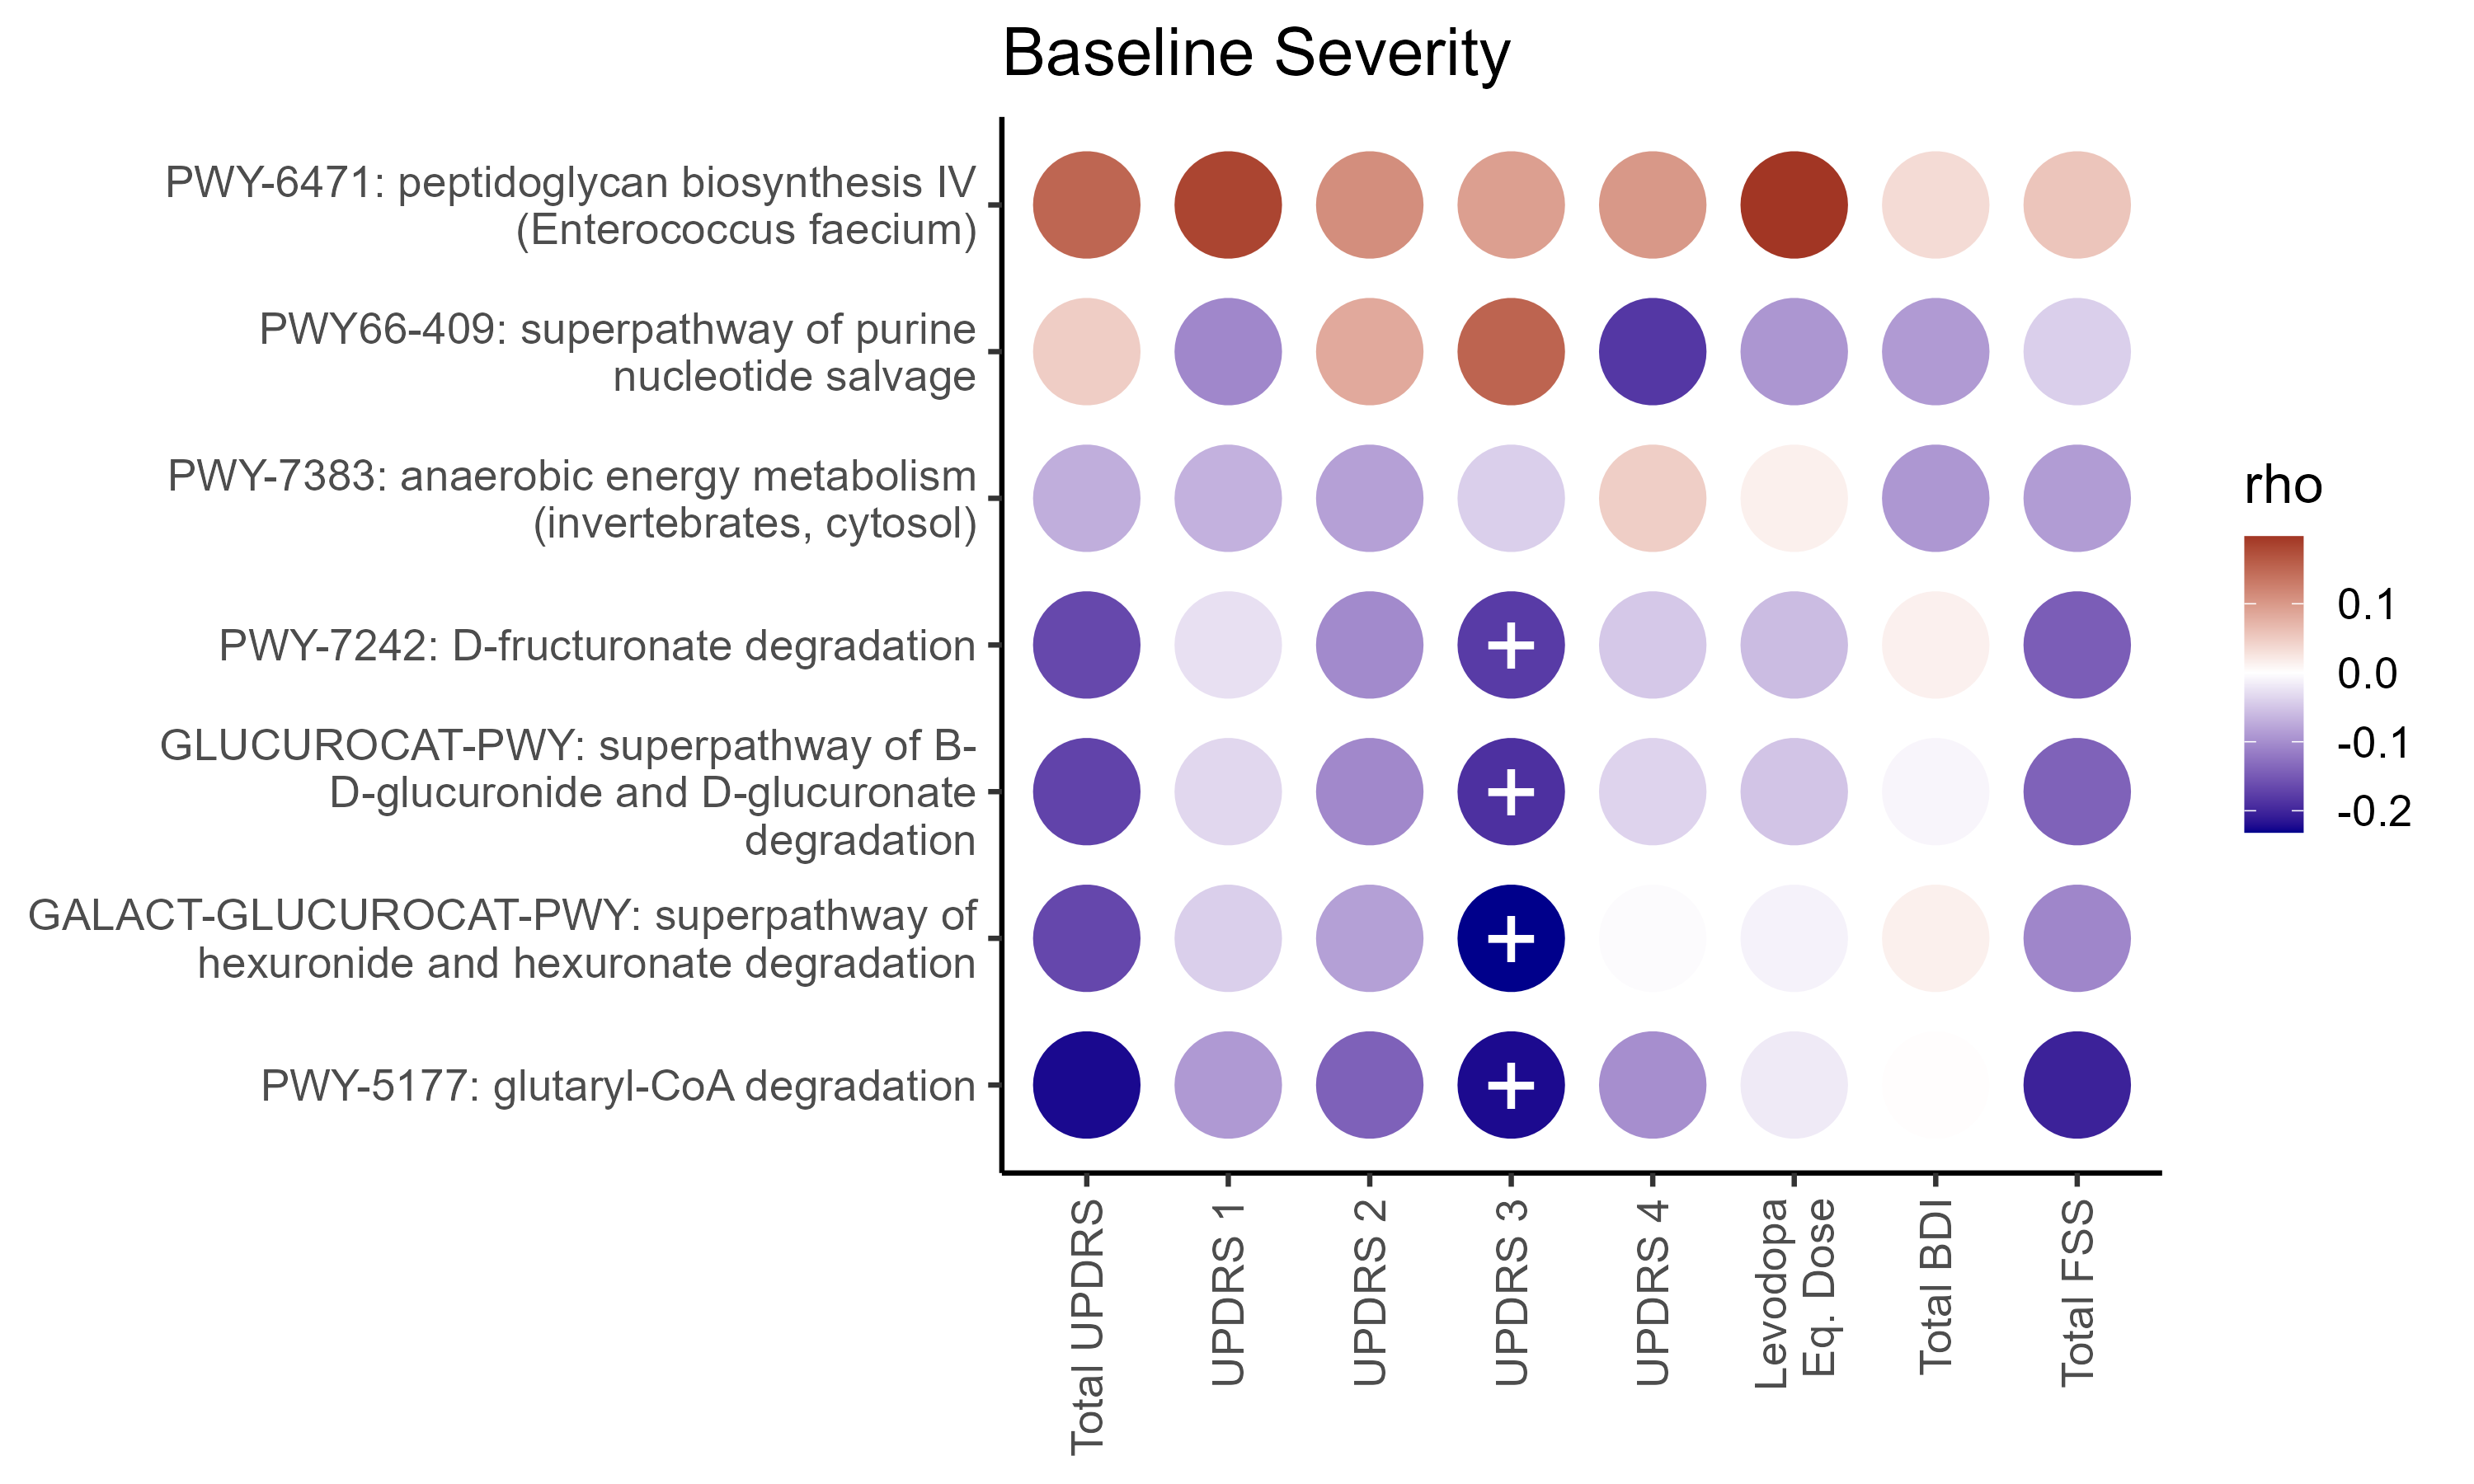 Baseline Severity
PWY-6471: peptidoglycan biosynthesis IV
(Enterococcus faecium)
PWY66-409: superpathway of purine
nucleotide salvage
PWY-7383: anaerobic energy metabolism
(invertebrates, cytosol)
PWY-7242: D-fructuronate degradation
GLUCUROCAT-PWY: superpathway of B-
D-glucuronide and D-glucuronate
degradation
GALACT-GLUCUROCAT-PWY: superpathway of
hexuronide and hexuronate degradation
PWY-5177: glutaryl-CoA degradation
+
+
+
+
Total UPDRS
UPDRS 1
UPDRS 2
UPDRS 3
UPDRS 4
Levodopa
Eq. Dose
Total BDI
Total FSS
rho
0.1
0.0
-0.1
-0.2